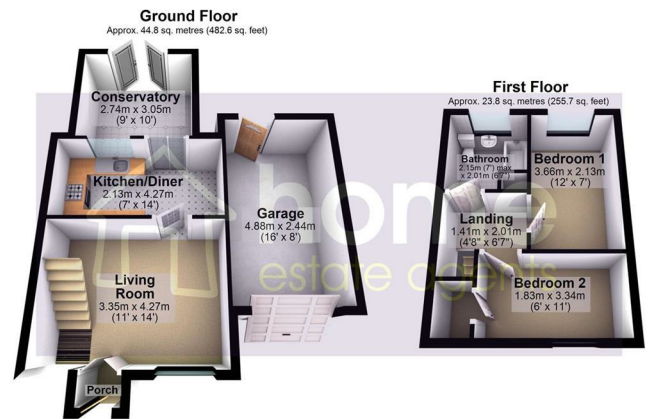 Ground Floor
Approx. 44.8 sq. metres (482.6 sq. feet)
Conservatory
2.74m x 3.05m
(9' x 10')
Kitchen/Diner
2.13m x 4.27m
(7' x 14')
Garage
4.88m x 2.44m
(16' x 8')
Living
Room
3.35m x 4.27m
(11' x 14')
Porch
First Floor
Approx. 23.8 sq. metres (255.7 sq. feet)
Bathroom
2.15m (7') max
x 2.01m (6'7")
Bedroom 1
3.66m x 2.13m
(12' x 7')
Landing
1.41m x 2.01m
(4'8" x 6'7")
Bedroom 2
1.83m x 3.34m
(6' x 11')
home
estate agents